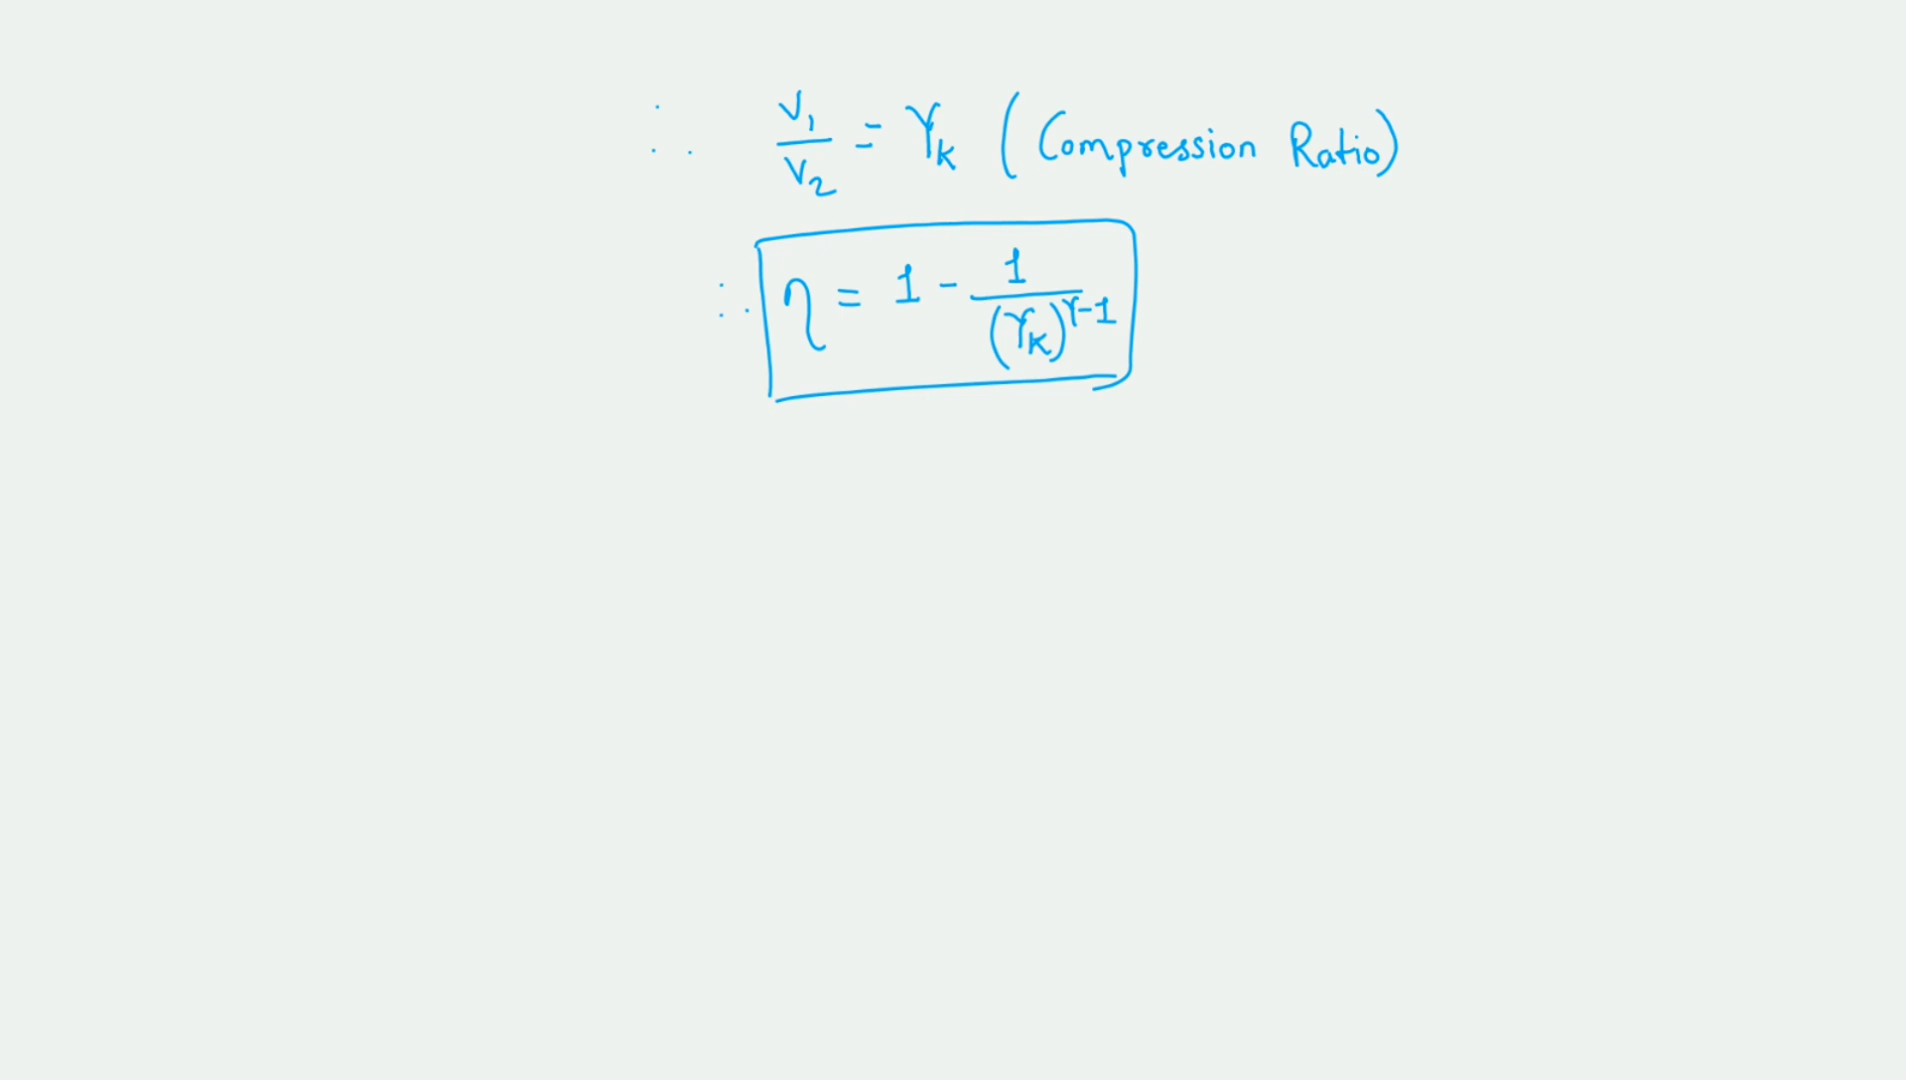 ∴ V₁/V₂ = r_k (Compression Ratio)
∴ η = 1 - 1/(r_k)^(γ-1)